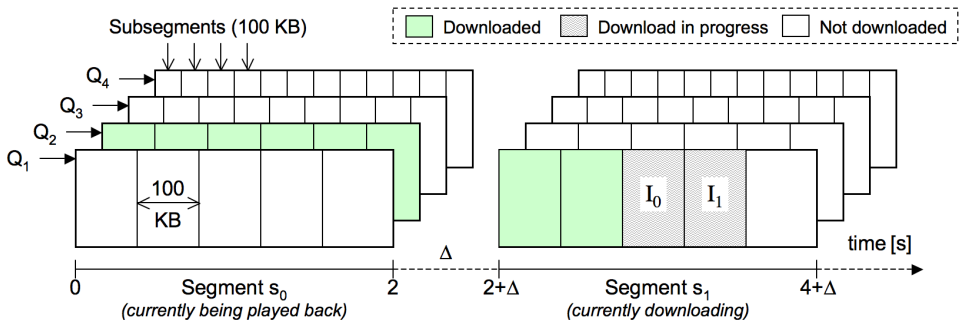 Downloaded
Download in progress
Not downloaded
Subsegments (100 KB)
Q₄
Q₃
Q₂
Q₁
100
KB
I₀
I₁
Δ
time [s]
0
Segment s₀
2
2+Δ
Segment s₁
4+Δ
(currently being played back)
(currently downloading)